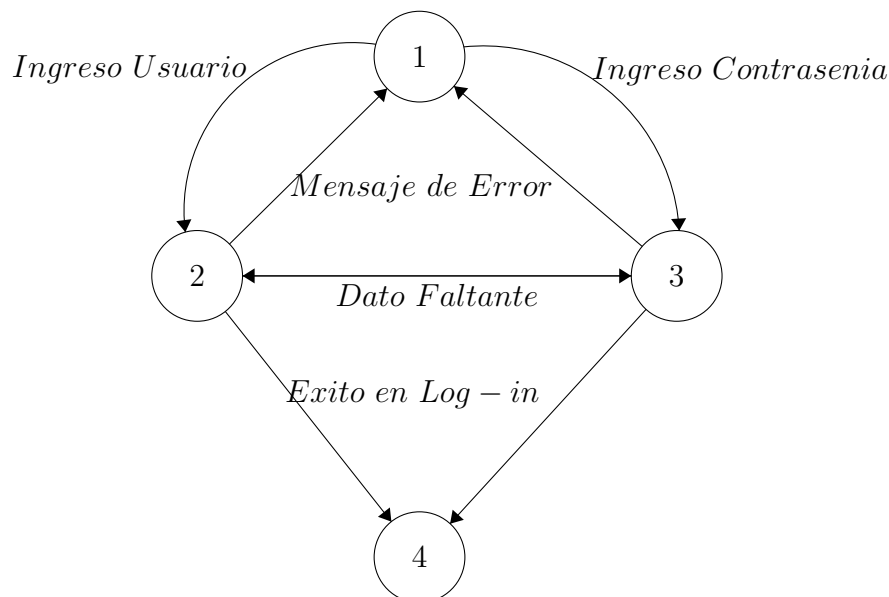 1
Ingreso Usuario
Ingreso Contrasenia
Mensaje de Error
2
3
Dato Faltante
Exito en Log − in
4